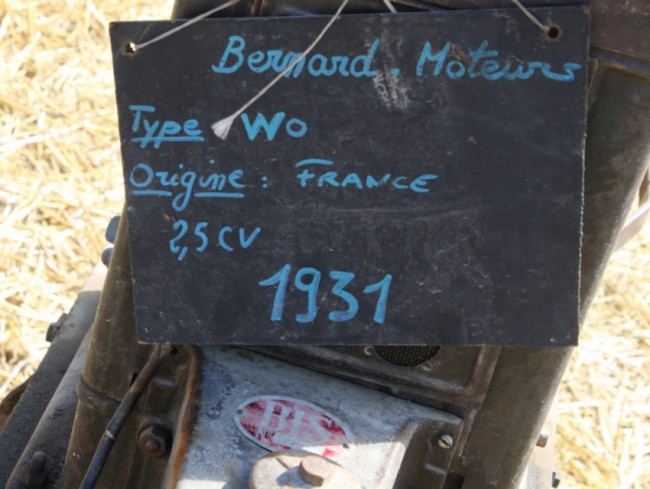 Bernard. Moteurs
Type Wo
Origine : FRANCE
2,5 CV
1931
BIS